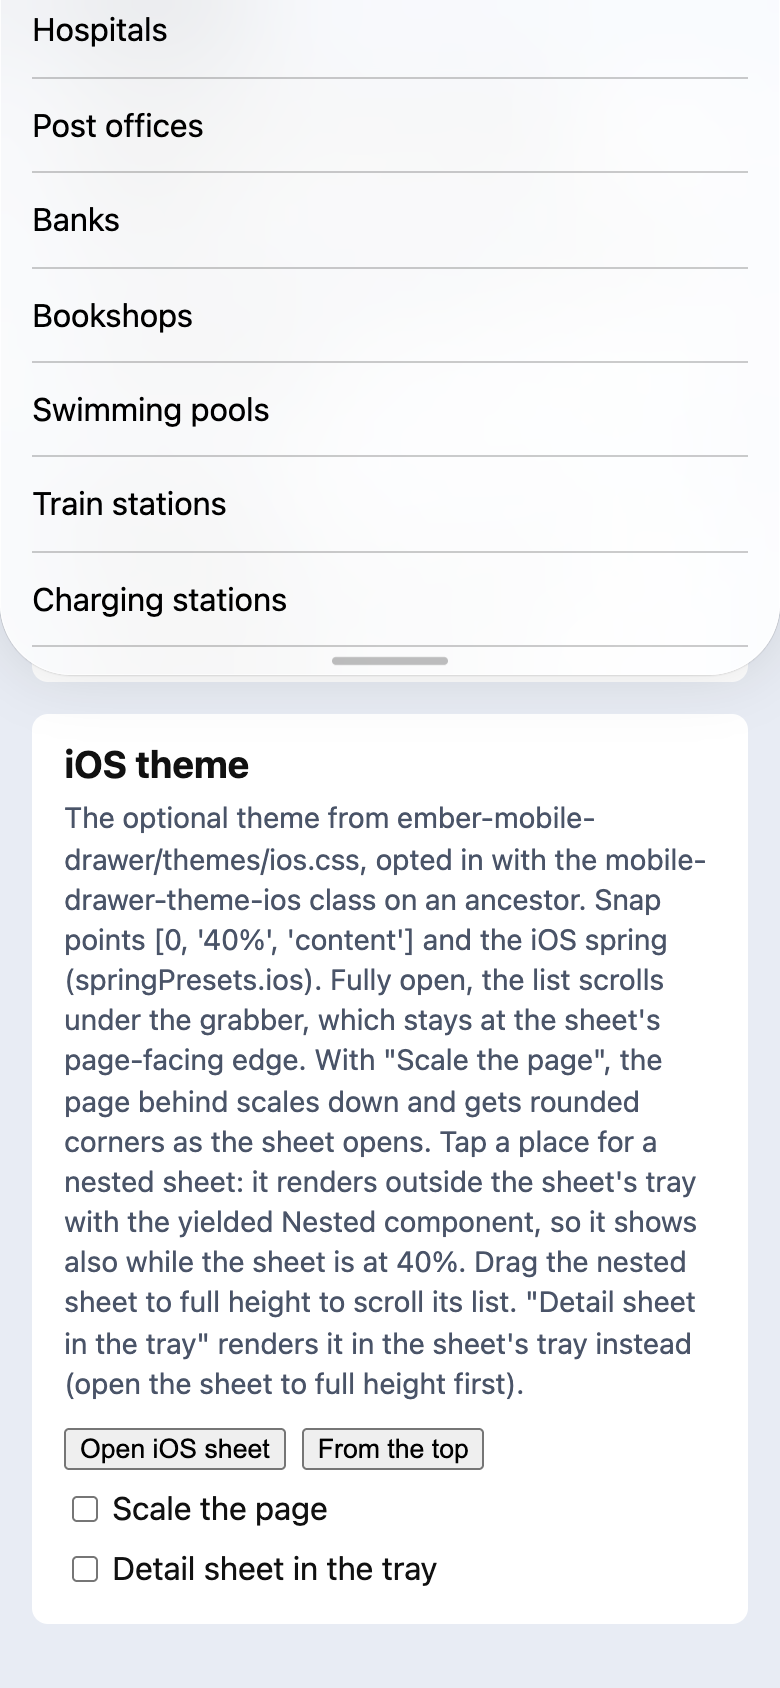 Hospitals
Post offices
Banks
Bookshops
Swimming pools
Train stations
Charging stations
iOS theme
The optional theme from ember-mobile-
drawer/themes/ios.css, opted in with the mobile-
drawer-theme-ios class on an ancestor. Snap
points [0, '40%', 'content'] and the iOS spring
(springPresets.ios). Fully open, the list scrolls
under the grabber, which stays at the sheet's
page-facing edge. With "Scale the page", the
page behind scales down and gets rounded
corners as the sheet opens. Tap a place for a
nested sheet: it renders outside the sheet's tray
with the yielded Nested component, so it shows
also while the sheet is at 40%. Drag the nested
sheet to full height to scroll its list. "Detail sheet
in the tray" renders it in the sheet's tray instead
(open the sheet to full height first).
Open iOS sheet From the top
Scale the page
Detail sheet in the tray